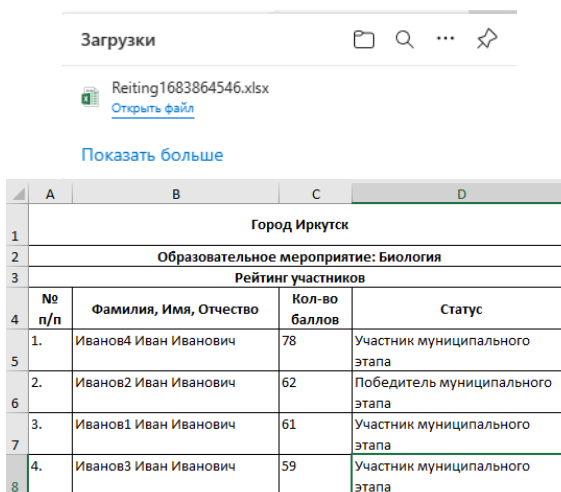 Загрузки
Reiting1683864546.xlsx
Открыть файл
Показать больше
A B C D
1 Город Иркутск
2 Образовательное мероприятие: Биология
3 Рейтинг участников
№ Кол-во
Фамилия, Имя, Отчество Статус
4 п/п баллов
1. Иванов4 Иван Иванович 78 Участник муниципального
5 этапа
2. Иванов2 Иван Иванович 62 Победитель муниципального
6 этапа
3. Иванов1 Иван Иванович 61 Участник муниципального
7 этапа
4. Иванов3 Иван Иванович 59 Участник муниципального
8 этапа